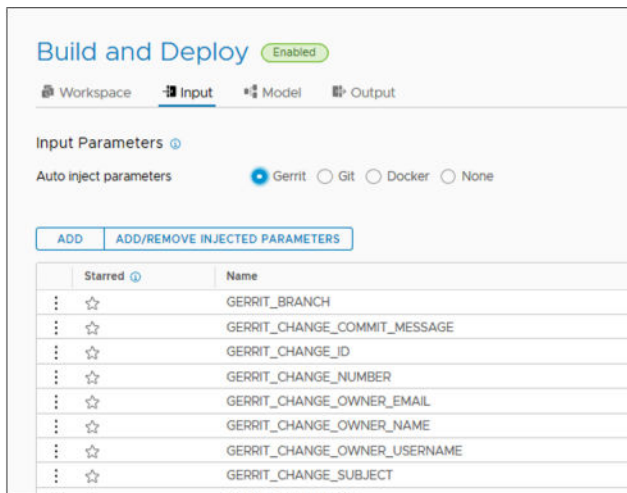 Build and Deploy Enabled
Workspace Input Model Output
Input Parameters
Auto inject parameters Gerrit Git Docker None
ADD ADD/REMOVE INJECTED PARAMETERS
Starred Name
GERRIT_BRANCH
GERRIT_CHANGE_COMMIT_MESSAGE
GERRIT_CHANGE_ID
GERRIT_CHANGE_NUMBER
GERRIT_CHANGE_OWNER_EMAIL
GERRIT_CHANGE_OWNER_NAME
GERRIT_CHANGE_OWNER_USERNAME
GERRIT_CHANGE_SUBJECT